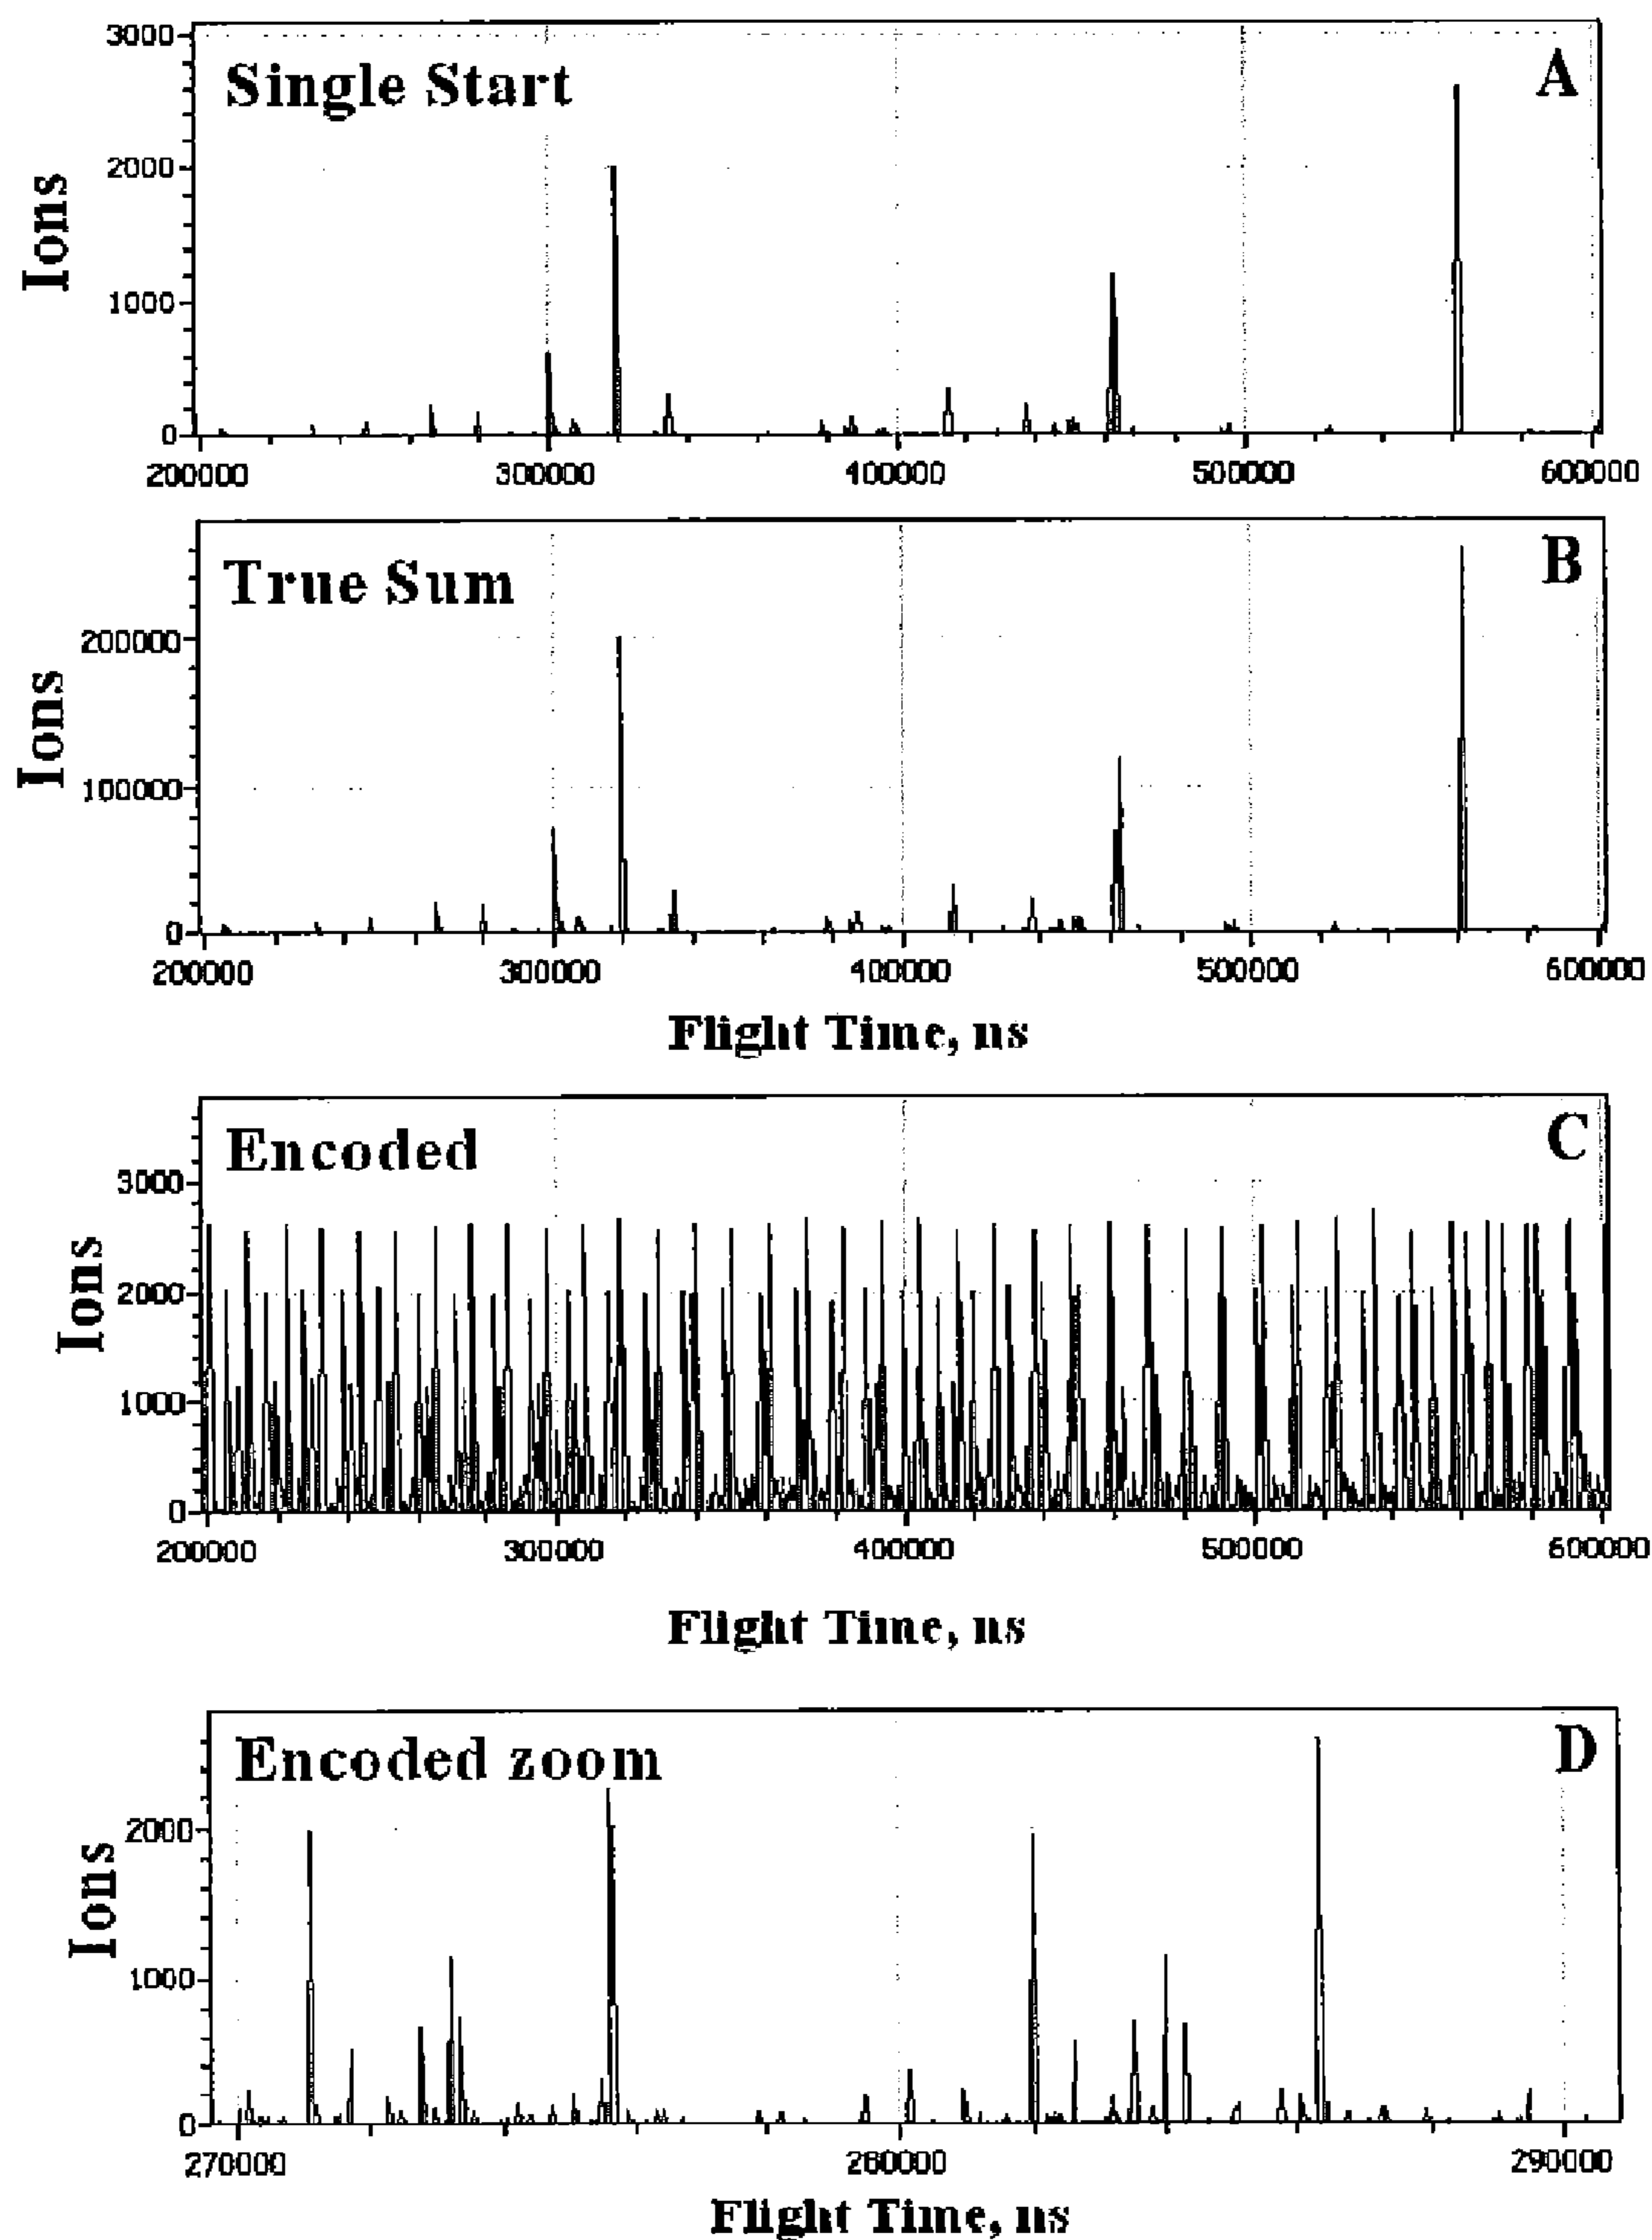 Single Start
A
Ions
3000
2000
1000
0
200000 300000 400000 500000 600000
True Sum
B
Ions
200000
100000
0
200000 300000 400000 500000 600000
Flight Time, ns
Encoded
C
Ions
3000
2000
1000
0
200000 300000 400000 500000 600000
Flight Time, ns
Encoded zoom
D
Ions
2000
1000
0
270000 280000 290000
Flight Time, ns